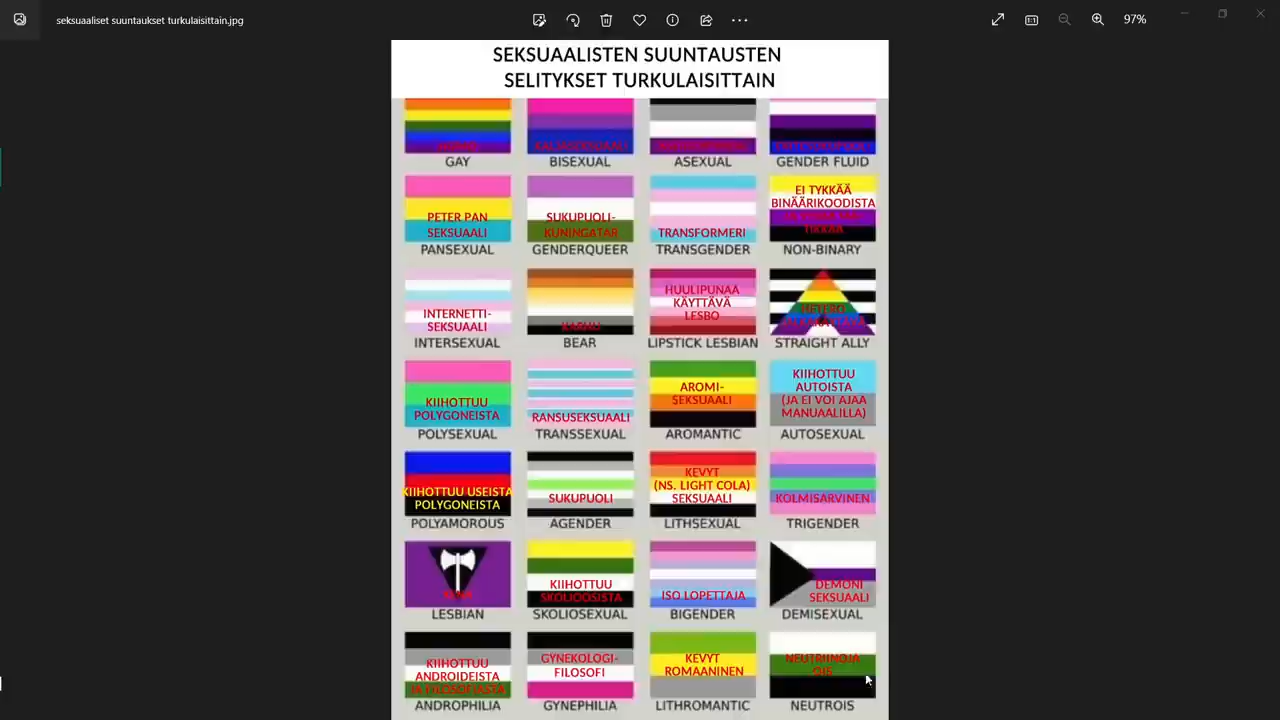 seksuaaliset suuntaukset turkulaisittain.jpg
97%
SEKSUAALISTEN SUUNTAUSTEN
SELITYKSET TURKULAISITTAIN
KALJASEKSUAALI
GAY BISEXUAL ASEXUAL GENDER FLUID
PETER PAN
SEKSUAALI
SUKUPUOLI-
KUNINGATAR
TRANSFORMERI
EI TYKKÄÄ
BINÄÄRIKOODISTA
PANSEXUAL GENDERQUEER TRANSGENDER NON-BINARY
INTERNETTI-
SEKSUAALI
KARHU
HUULIPUNAA
KÄYTTÄVÄ
LESBO
HETERO
INTERSEXUAL BEAR LIPSTICK LESBIAN STRAIGHT ALLY
KIIHOTTUU
POLYGONEISTA
RANSUSEKSUAALI
AROMI-
SEKSUAALI
KIIHOTTUU
AUTOISTA
(JA EI VOI AJAA
MANUAALILLA)
POLYSEXUAL TRANSSEXUAL AROMANTIC AUTOSEXUAL
KIIHOTTUU USEISTA
POLYGONEISTA
SUKUPUOLI
KEVYT
(NS. LIGHT COLA)
SEKSUAALI
KOLMISARVINEN
POLYAMOROUS AGENDER LITHSEXUAL TRIGENDER
KIIHOTTUU
SKOLIOOSISTA
ISO LOPETTAJA
DEMONI
SEKSUAALI
LESBIAN SKOLIOSEXUAL BIGENDER DEMISEXUAL
KIIHOTTUU
ANDROIDEISTA
JA FILOSOFIASTA
GYNEKOLOGI-
FILOSOFI
KEVYT
ROMAANINEN
NEUTRIINOJA
ANDROPHILIA GYNEPHILIA LITHROMANTIC NEUTROIS